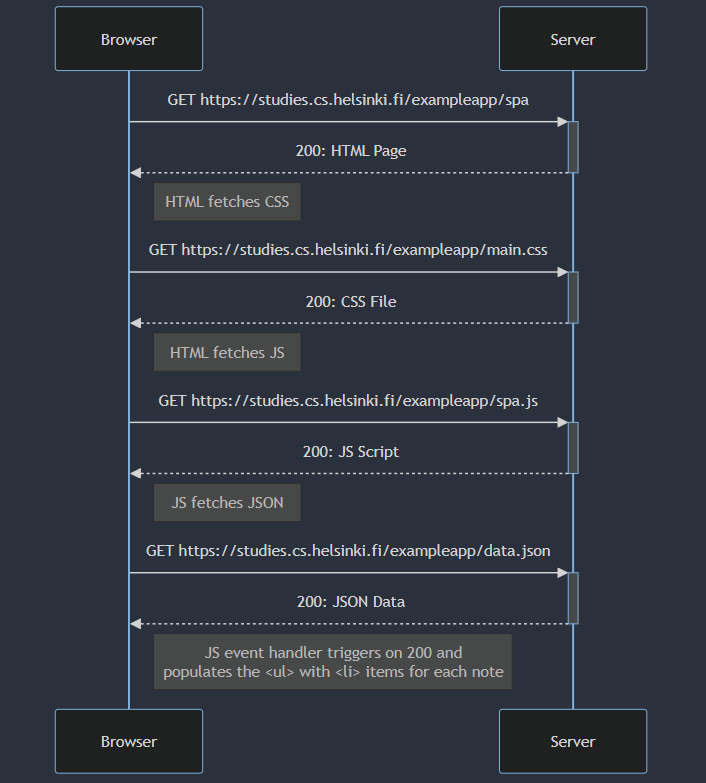 Browser
Server
GET https://studies.cs.helsinki.fi/exampleapp/spa
200: HTML Page
HTML fetches CSS
GET https://studies.cs.helsinki.fi/exampleapp/main.css
200: CSS File
HTML fetches JS
GET https://studies.cs.helsinki.fi/exampleapp/spa.js
200: JS Script
JS fetches JSON
GET https://studies.cs.helsinki.fi/exampleapp/data.json
200: JSON Data
JS event handler triggers on 200 and
populates the <ul> with <li> items for each note
Browser
Server